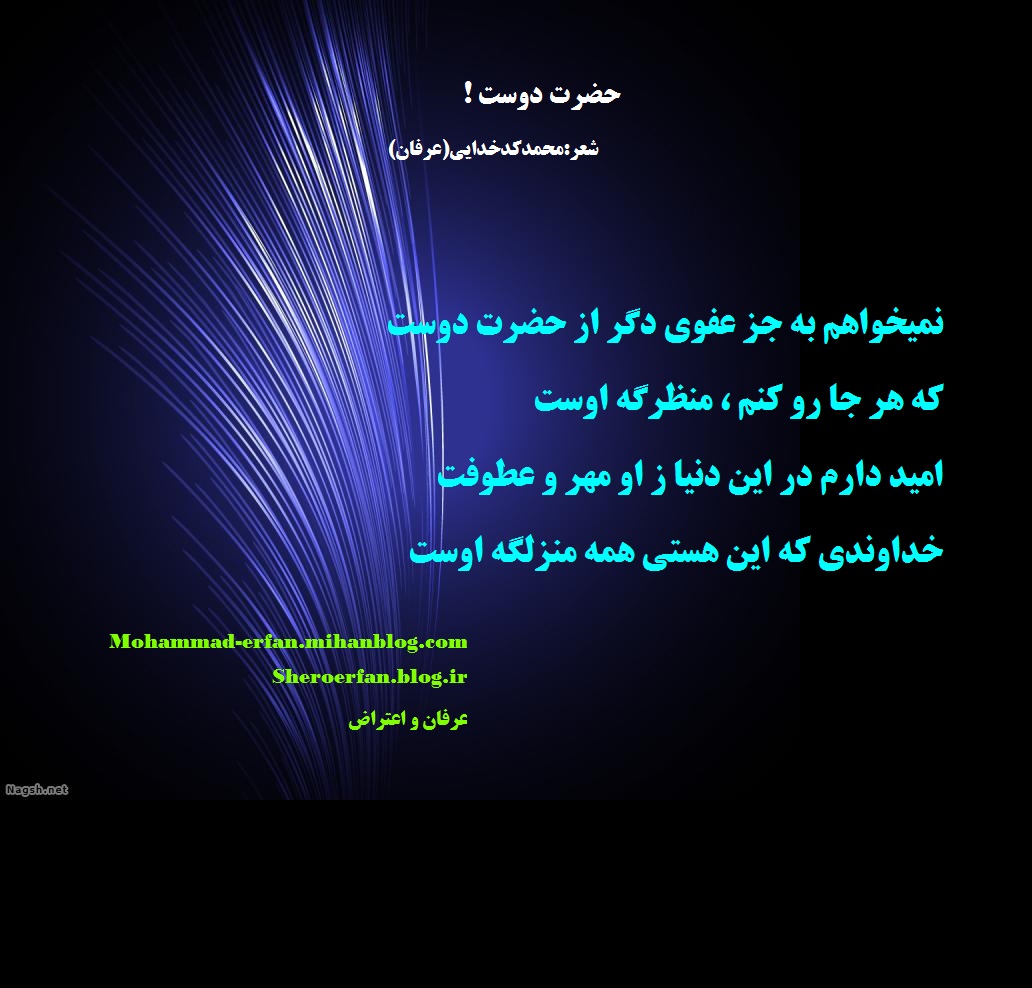 حضرت دوست !
شعر:محمدکدخدایی(عرفان)
نمیخواهم به جز عفوی دگر از حضرت دوست
که هر جا رو کنم ، منظرگه اوست
امید دارم در این دنیا ز او مهر و عطوفت
خداوندی که این هستی همه منزلگه اوست
Mohammad-erfan.mihanblog.com
Sheroerfan.blog.ir
عرفان و اعتراض
Nagsh.net